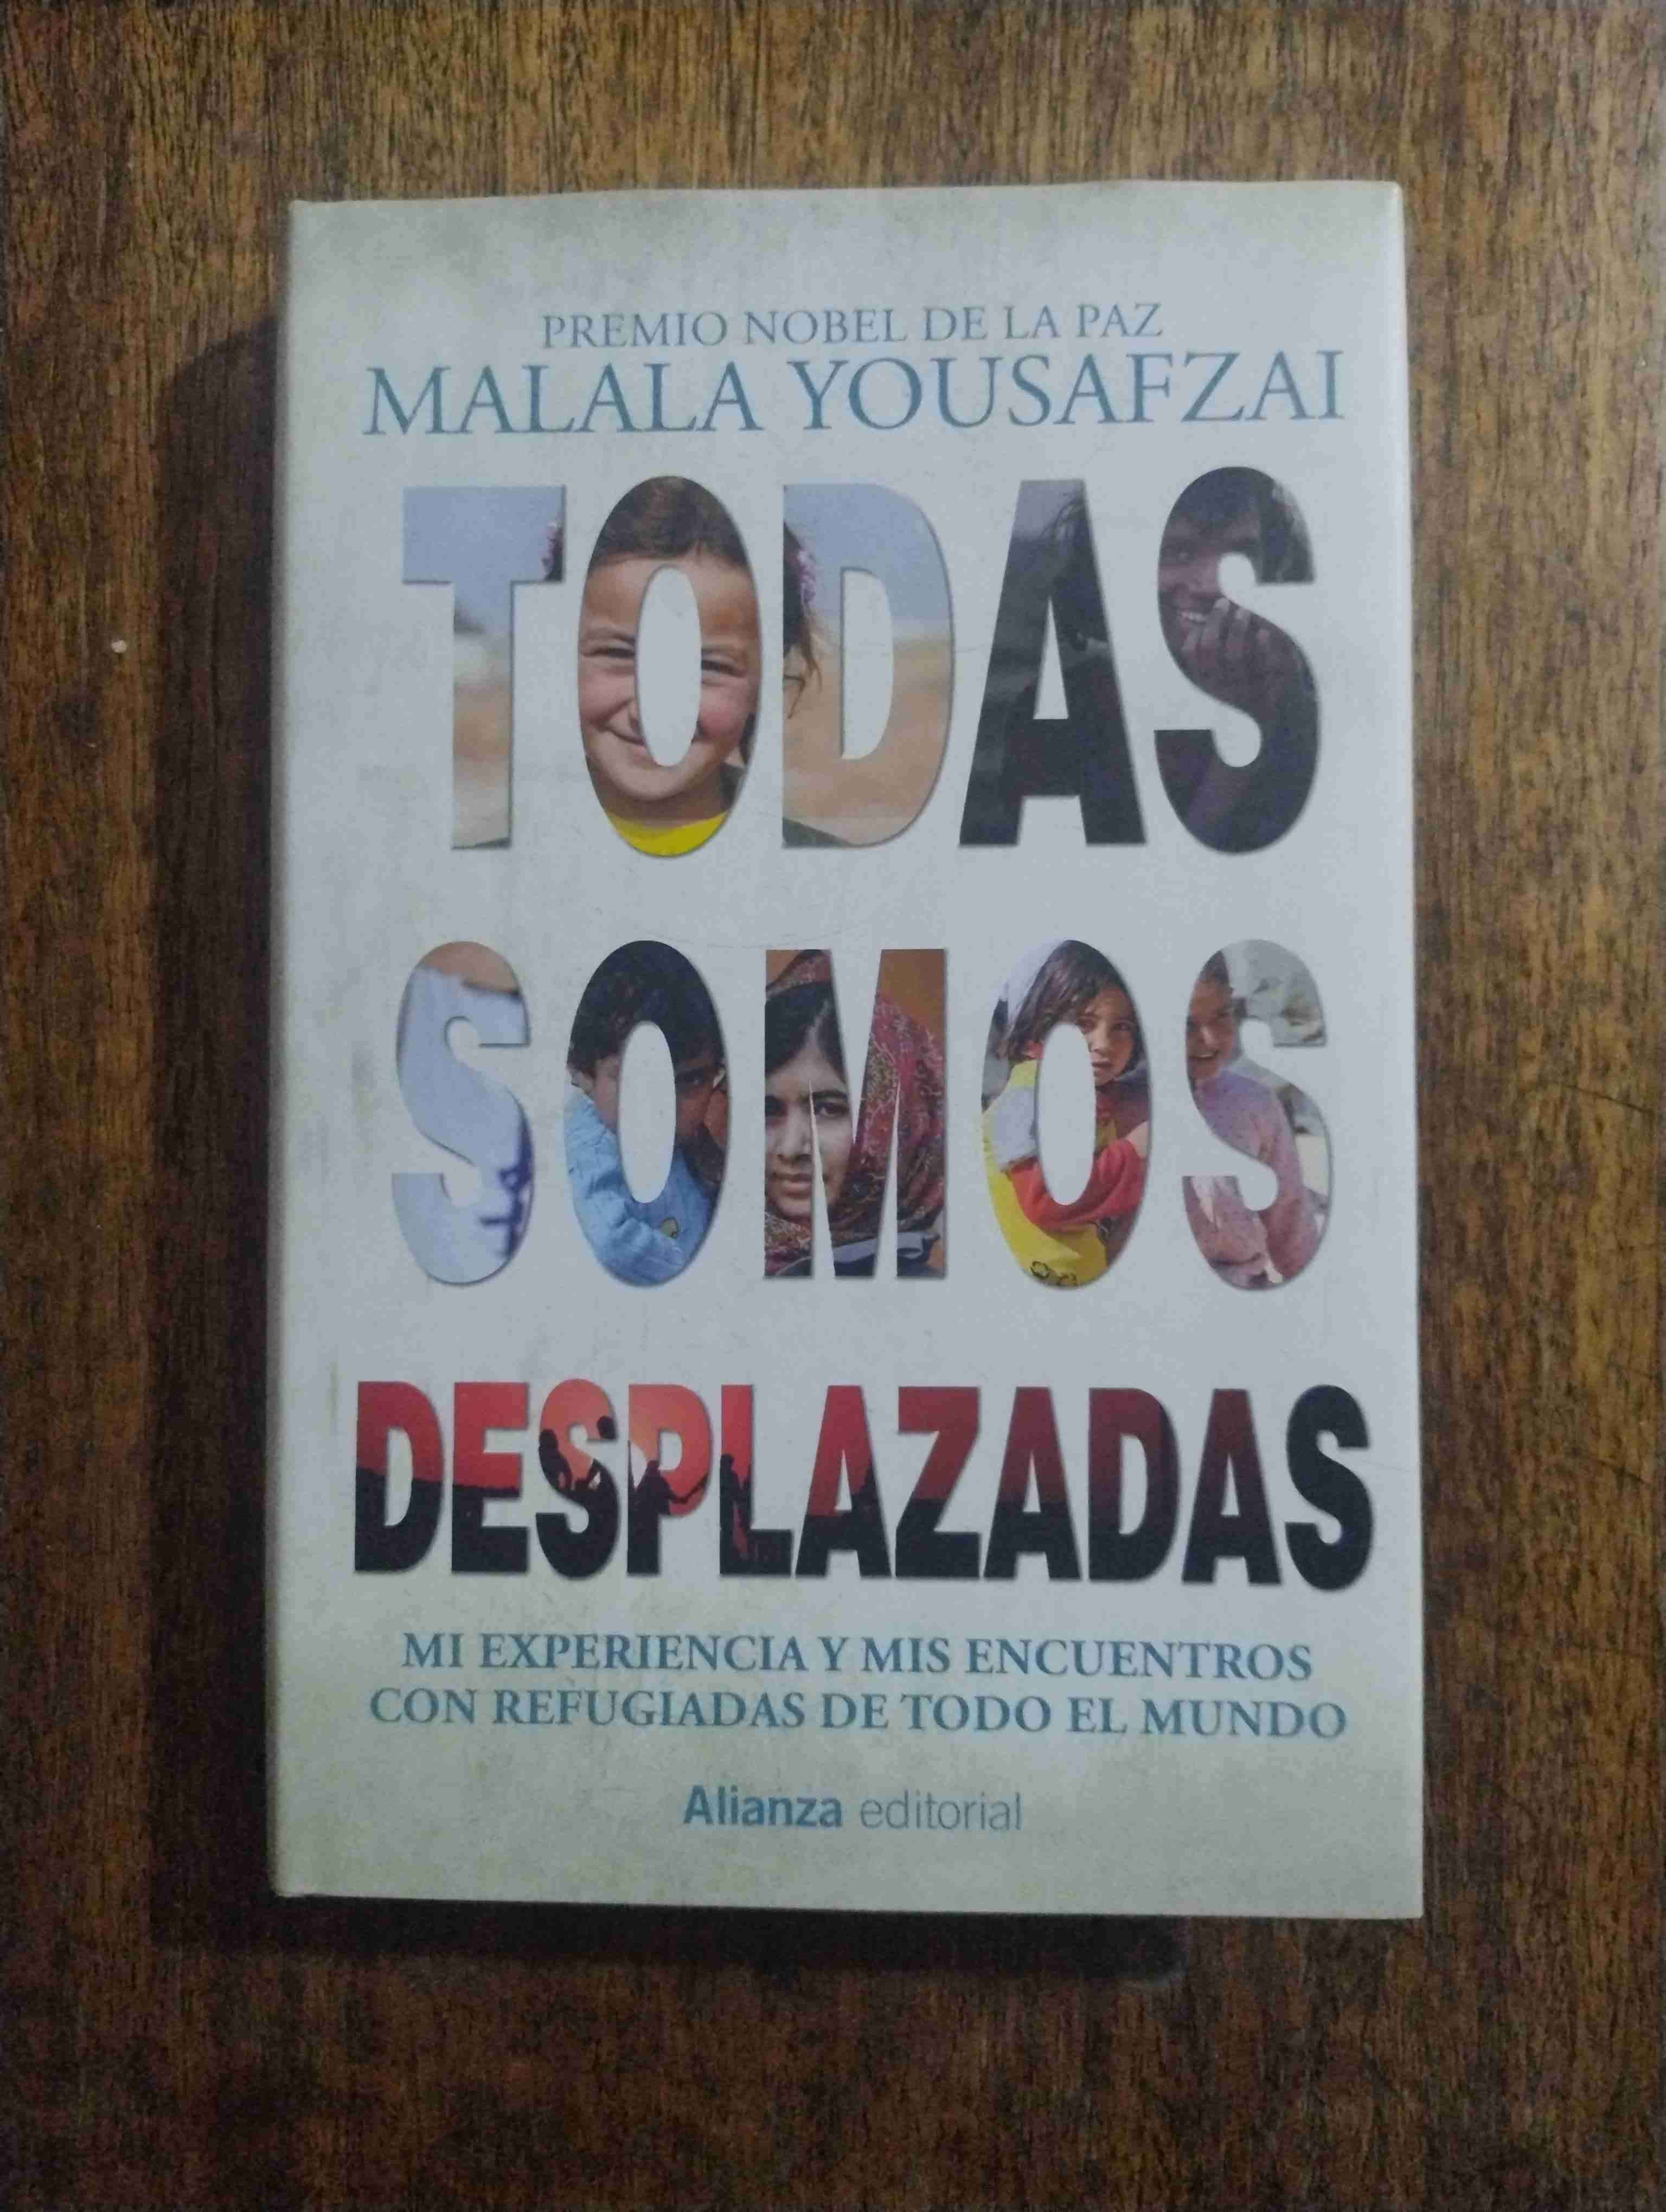 PREMIO NOBEL DE LA PAZ
MALALA YOUSAFZAI
TODAS
SOMOS
DESPLAZADAS
MI EXPERIENCIA Y MIS ENCUENTROS
CON REFUGIADAS DE TODO EL MUNDO
Alianza editorial